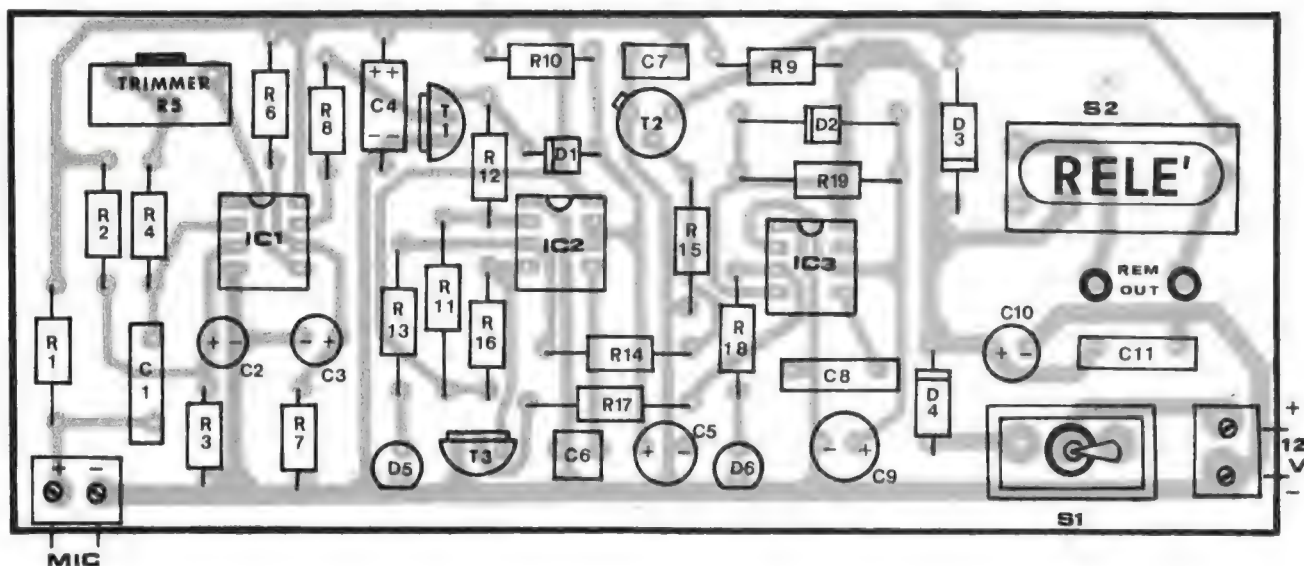 TRIMMER
R5
R6
R8
C4
++
--
T1
R10
C7
R9
T2
R12
D1
D2
R19
D3
S2
RELE'
R2
R4
IC1
IC2
R15
IC3
REM
OUT
R1
C1
+-
C2
-+
C3
R13
R11
R16
R14
R18
C8
C10
+-
C11
D4
R3
R7
R17
D5
T3
C6
C5
+-
D6
-+
C9
+
12
V
-
S1
+ -
MIC